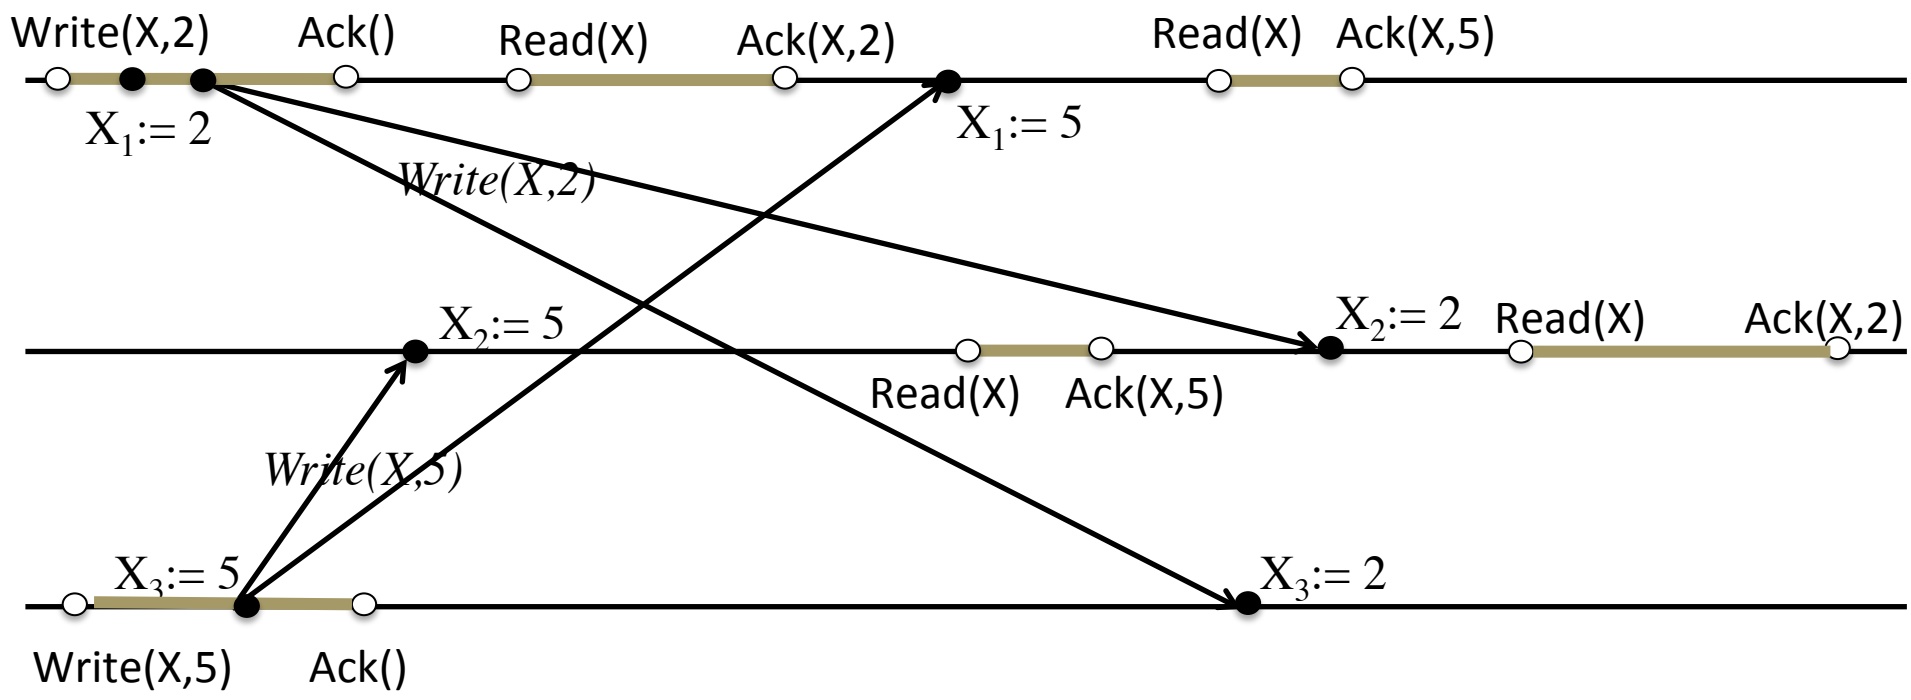 Write(X,2) Ack() Read(X) Ack(X,2) Read(X) Ack(X,5)
X₁:= 2 X₁:= 5
Write(X,2)
X₂:= 5 X₂:= 2 Read(X) Ack(X,2)
Read(X) Ack(X,5)
Write(X,5)
X₃:= 5 X₃:= 2
Write(X,5) Ack()